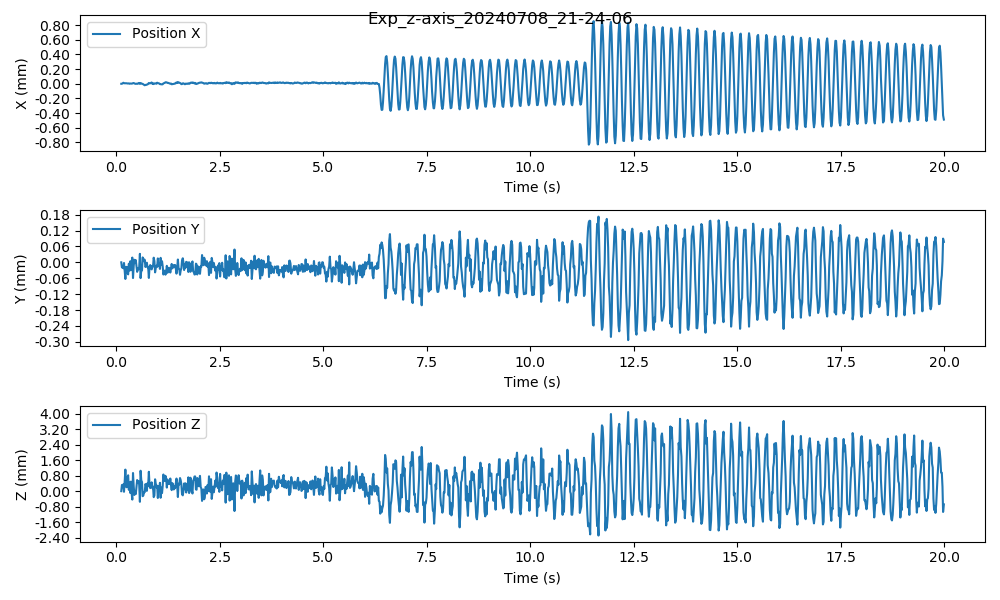 Exp_z-axis_20240708_21-24-06
Position X
X (mm)
0.80
0.60
0.40
0.20
0.00
-0.20
-0.40
-0.60
-0.80
0.0 2.5 5.0 7.5 10.0 12.5 15.0 17.5 20.0
Time (s)
Position Y
Y (mm)
0.18
0.12
0.06
0.00
-0.06
-0.12
-0.18
-0.24
-0.30
0.0 2.5 5.0 7.5 10.0 12.5 15.0 17.5 20.0
Time (s)
Position Z
Z (mm)
4.00
3.20
2.40
1.60
0.80
0.00
-0.80
-1.60
-2.40
0.0 2.5 5.0 7.5 10.0 12.5 15.0 17.5 20.0
Time (s)